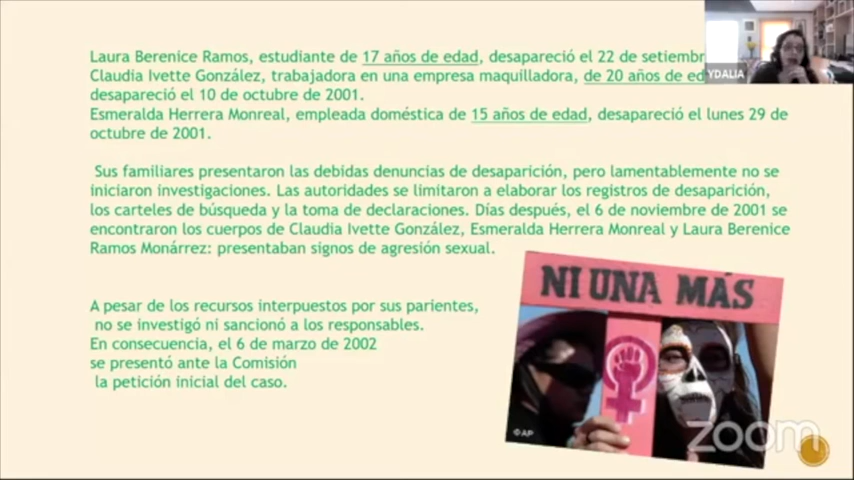 Laura Berenice Ramos, estudiante de 17 años de edad, desapareció el 22 de setiembr
Claudia Ivette González, trabajadora en una empresa maquilladora, de 20 años de ed
YDALIA
desapareció el 10 de octubre de 2001.
Esmeralda Herrera Monreal, empleada doméstica de 15 años de edad, desapareció el lunes 29 de
octubre de 2001.
Sus familiares presentaron las debidas denuncias de desaparición, pero lamentablemente no se
iniciaron investigaciones. Las autoridades se limitaron a elaborar los registros de desaparición,
los carteles de búsqueda y la toma de declaraciones. Días después, el 6 de noviembre de 2001 se
encontraron los cuerpos de Claudia Ivette González, Esmeralda Herrera Monreal y Laura Berenice
Ramos Monárrez: presentaban signos de agresión sexual.
A pesar de los recursos interpuestos por sus parientes,
no se investigó ni sancionó a los responsables.
En consecuencia, el 6 de marzo de 2002
se presentó ante la Comisión
la petición inicial del caso.
NI UNA MÁS
© AP
zoom